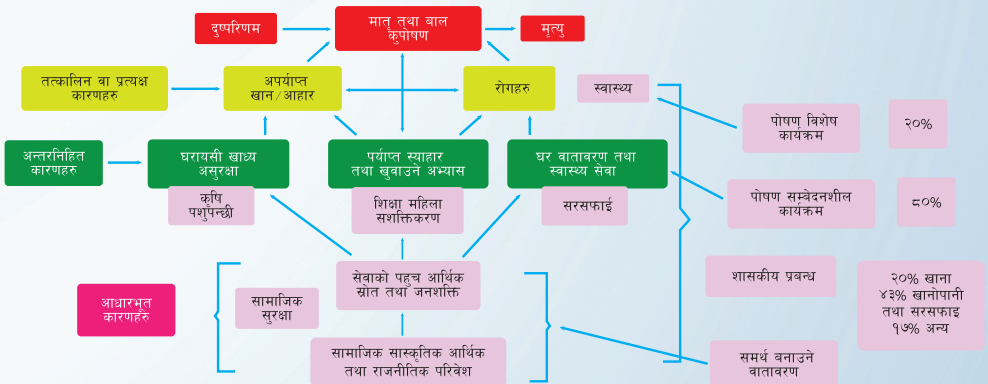 दुष्परिणम
मातृ तथा बाल
कुपोषण
मृत्यु
तत्कालिन वा प्रत्यक्ष
कारणहरु
अपर्याप्त
खान/आहार
रोगहरु
स्वास्थ्य
पोषण विशेष
कार्यक्रम
२०%
अन्तरनिहित
कारणहरु
घरायसी खाध्य
असुरक्षा
पर्याप्त स्याहार
तथा खुवाउने अभ्यास
घर वातावरण तथा
स्वास्थ्य सेवा
कृषि
पशुपन्छी
शिक्षा महिला
सशक्तिकरण
सरसफाई
पोषण सम्बेदनशील
कार्यक्रम
८०%
आधारभूत
कारणहरु
सामाजिक
सुरक्षा
सेवाको पहुच आर्थिक
स्रोत तथा जनशक्ति
शासकीय प्रबन्ध
२०% खाना
४३% खानोपानी
तथा सरसफाइ
१७% अन्य
सामाजिक सास्कृतिक आर्थिक
तथा राजनीतिक परिवेश
समर्थ बनाउने
वातावरण